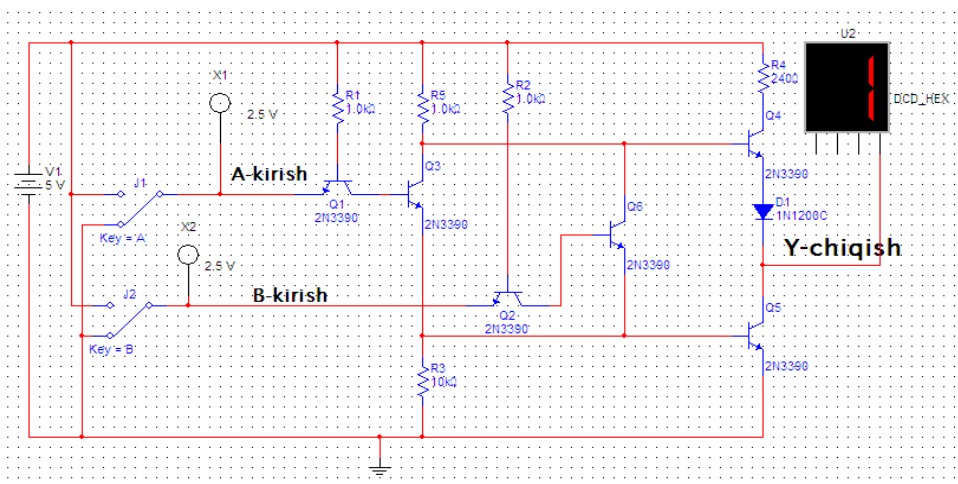 U2
DCD_HEX
X1
2.5 V
R1
1.0kΩ
R5
1.0kΩ
R2
1.0kΩ
R4
240Ω
Q4
2N3390
V1
5 V
J1
Key = A
A-kirish
Q1
2N3390
Q3
2N3390
Q6
2N3390
D1
1N1200C
Y-chiqish
X2
2.5 V
J2
Key = B
B-kirish
Q2
2N3390
Q5
2N3390
R3
10kΩ